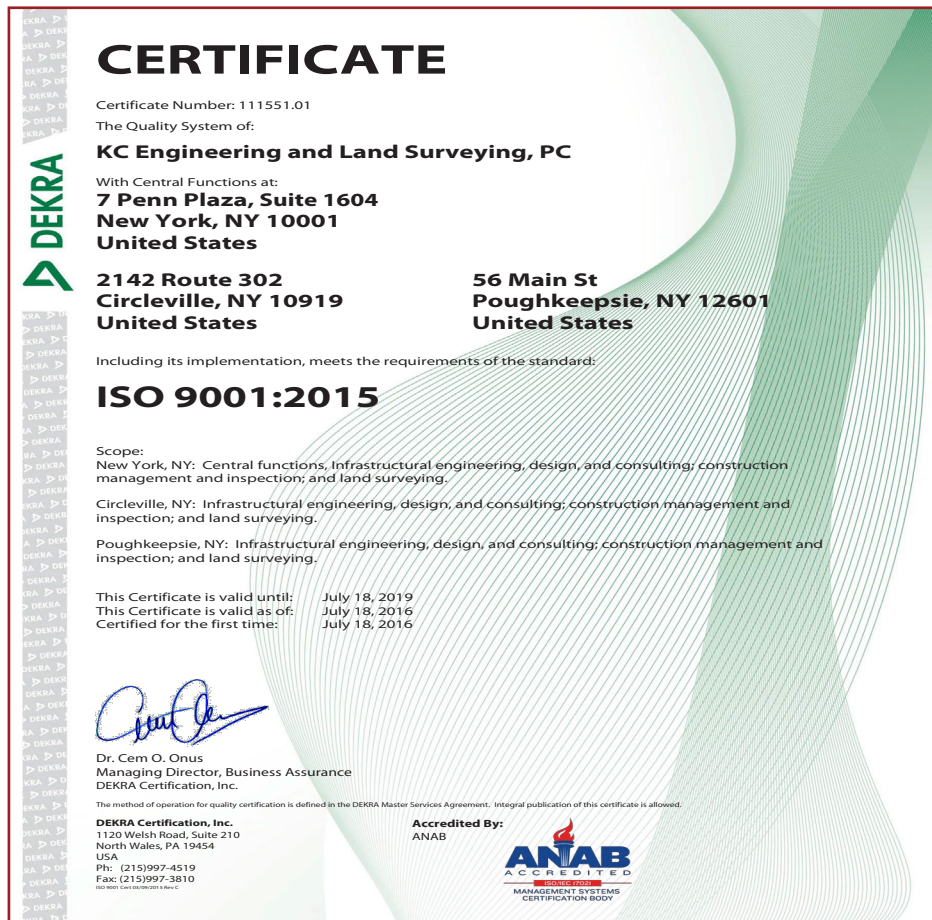 CERTIFICATE
Certificate Number: 111551.01
The Quality System of:
KC Engineering and Land Surveying, PC
With Central Functions at:
7 Penn Plaza, Suite 1604
New York, NY 10001
United States
2142 Route 302
Circleville, NY 10919
United States
56 Main St
Poughkeepsie, NY 12601
United States
Including its implementation, meets the requirements of the standard:
ISO 9001:2015
Scope:
New York, NY: Central functions, Infrastructural engineering, design, and consulting; construction
management and inspection; and land surveying.
Circleville, NY: Infrastructural engineering, design, and consulting; construction management and
inspection; and land surveying.
Poughkeepsie, NY: Infrastructural engineering, design, and consulting; construction management and
inspection; and land surveying.
This Certificate is valid until: July 18, 2019
This Certificate is valid as of: July 18, 2016
Certified for the first time: July 18, 2016
Dr. Cem O. Onus
Managing Director, Business Assurance
DEKRA Certification, Inc.
The method of operation for quality certification is defined in the DEKRA Master Services Agreement. Integral publication of this certificate is allowed.
DEKRA Certification, Inc.
1120 Welsh Road, Suite 210
North Wales, PA 19454
USA
Ph: (215)997-4519
Fax: (215)997-3810
ISO 9001 Cert 03/09/2015 Rev C
Accredited By:
ANAB
ANAB
ACCREDITED
ISO/IEC 17021
MANAGEMENT SYSTEMS
CERTIFICATION BODY
DEKRA